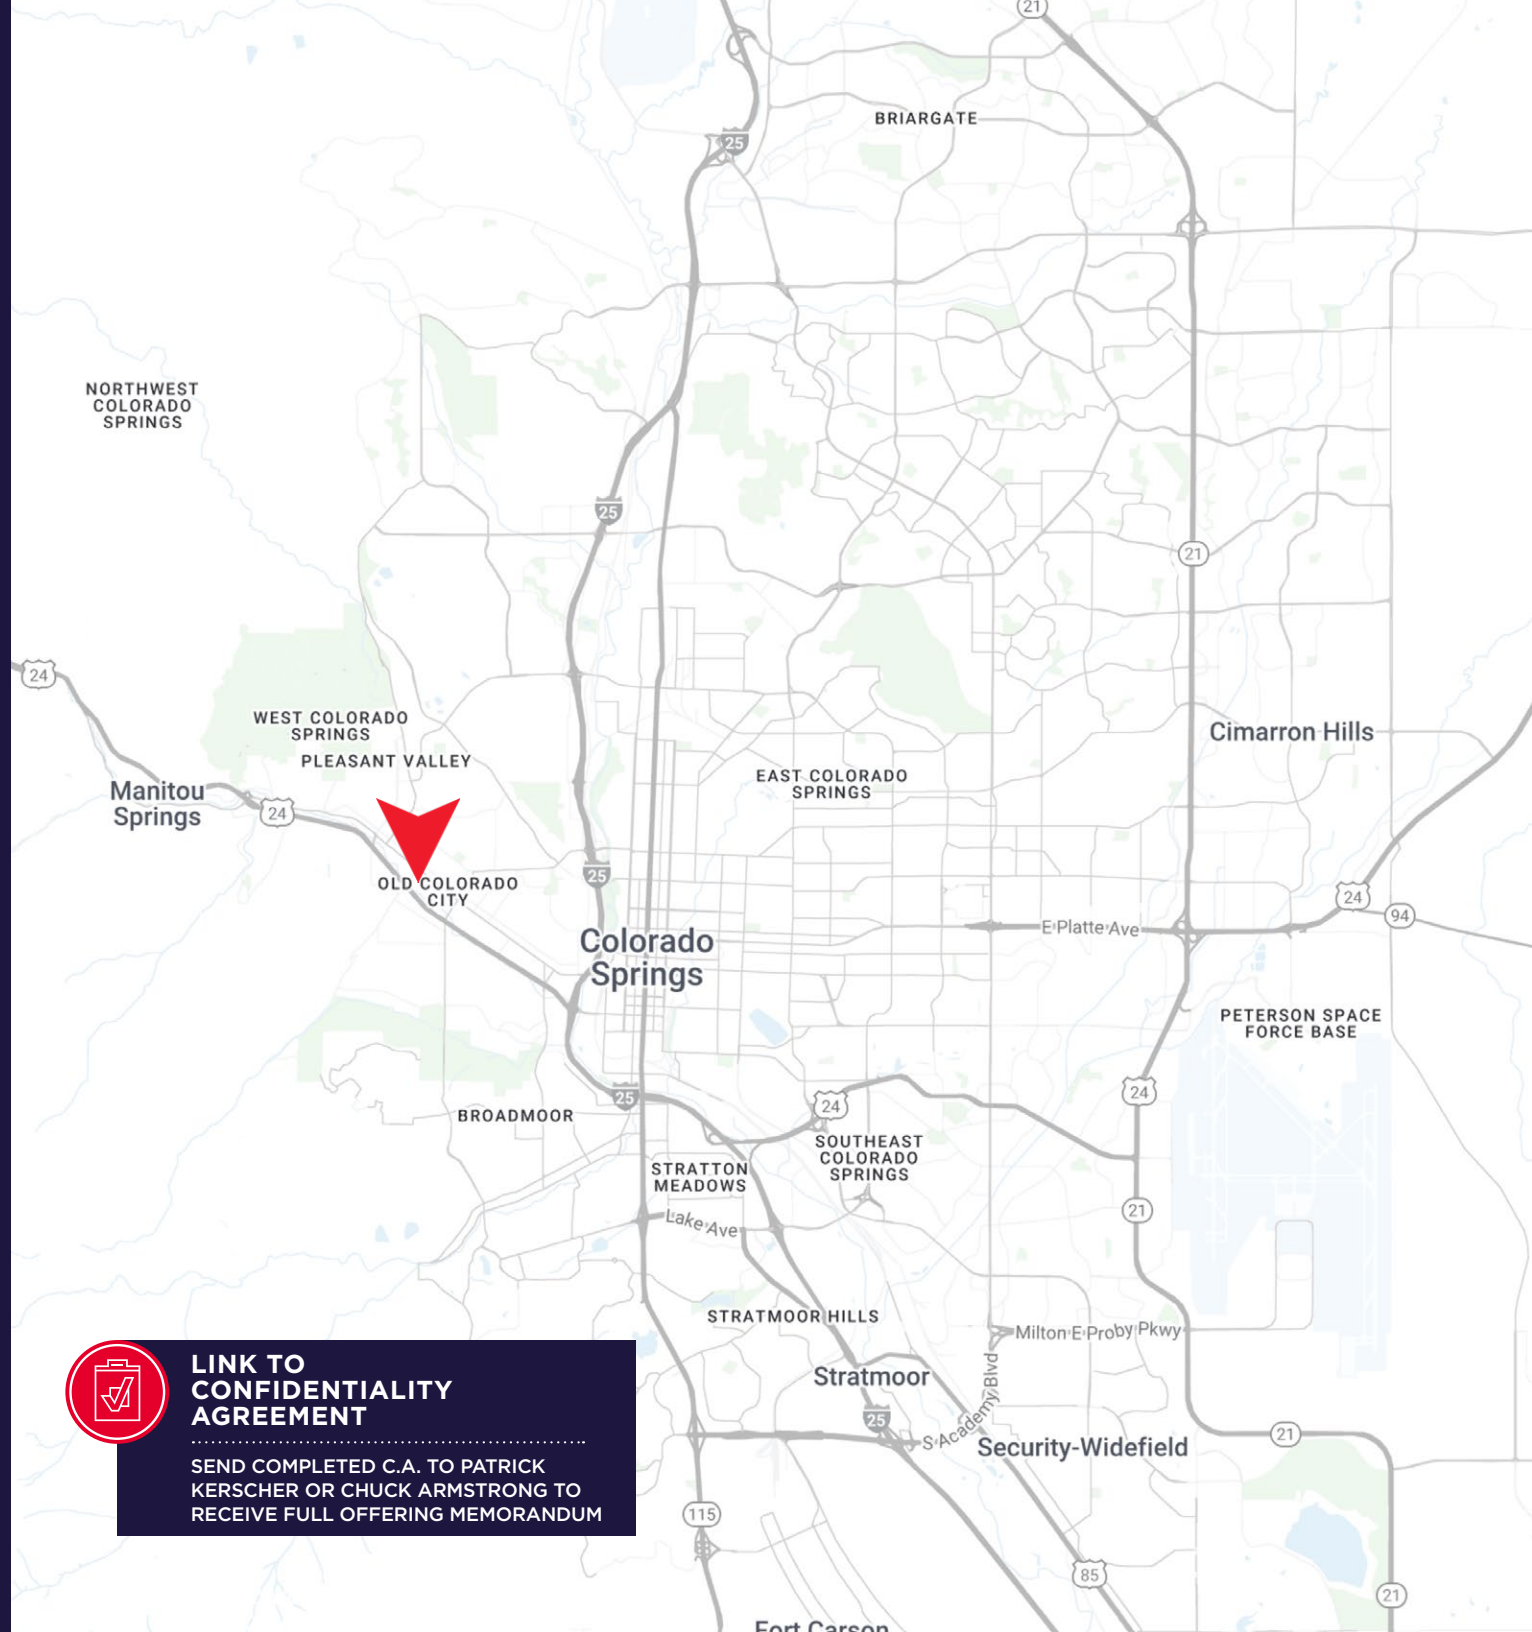 21
BRIARGATE
25
NORTHWEST
COLORADO
SPRINGS
25
21
24
WEST COLORADO
SPRINGS
PLEASANT VALLEY
Cimarron Hills
EAST COLORADO
SPRINGS
Manitou
Springs
24
25
OLD COLORADO
CITY
24
94
E Platte Ave
Colorado
Springs
PETERSON SPACE
FORCE BASE
24
25
24
BROADMOOR
SOUTHEAST
COLORADO
SPRINGS
STRATTON
MEADOWS
21
Lake Ave
STRATMOOR HILLS
Milton E Proby Pkwy
Stratmoor
S Academy Blvd
25
Security-Widefield
21
LINK TO
CONFIDENTIALITY
AGREEMENT
SEND COMPLETED C.A. TO PATRICK
KERSCHER OR CHUCK ARMSTRONG TO
RECEIVE FULL OFFERING MEMORANDUM
115
85
21
Fort Carson